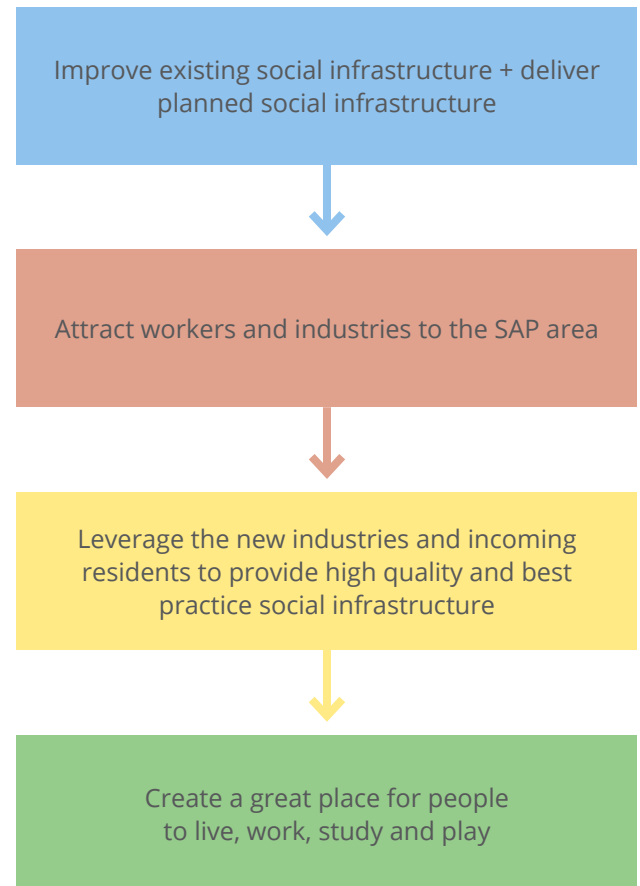 Improve existing social infrastructure + deliver
planned social infrastructure
Attract workers and industries to the SAP area
Leverage the new industries and incoming
residents to provide high quality and best
practice social infrastructure
Create a great place for people
to live, work, study and play